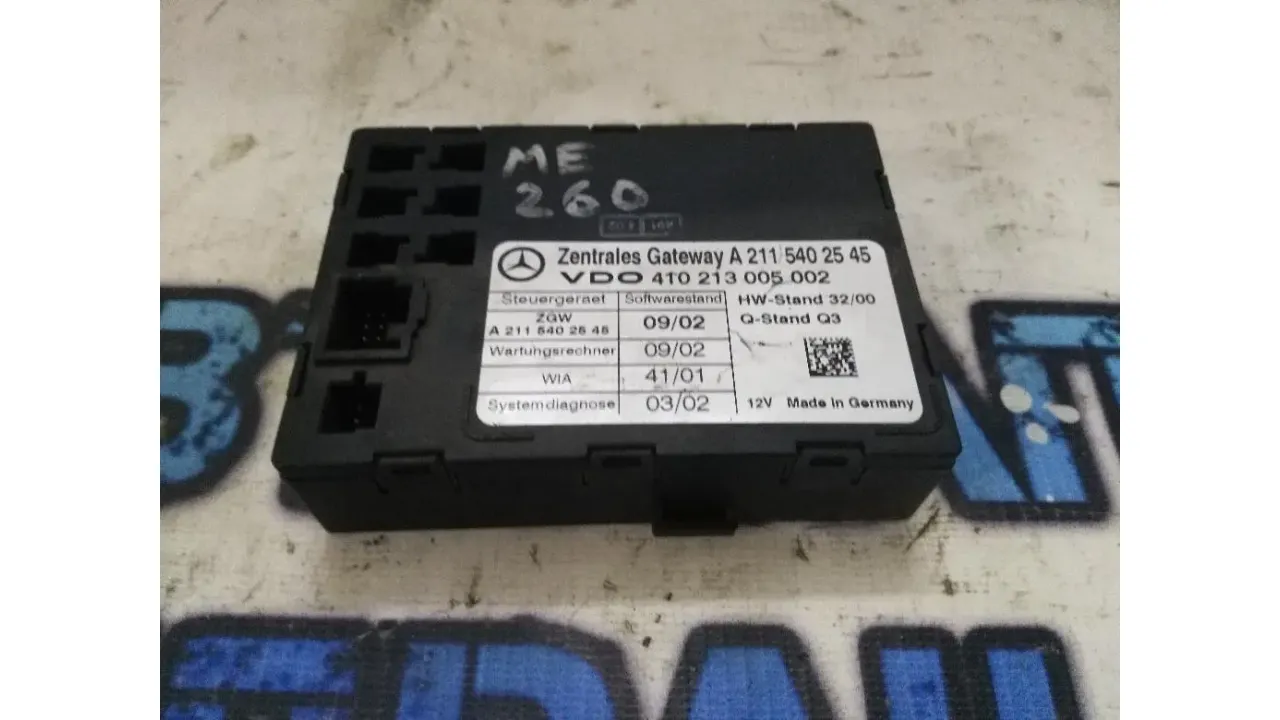 ME
260
Zentrales Gateway A 211 540 25 45
VDO 4T0 213 005 002
Steuergeraet Softwarestand HW-Stand 32/00
ZGW
A 211 540 25 45 09/02 Q-Stand Q3
Wartungsrechner 09/02
WIA 41/01
Systemdiagnose 03/02 12V Made in Germany